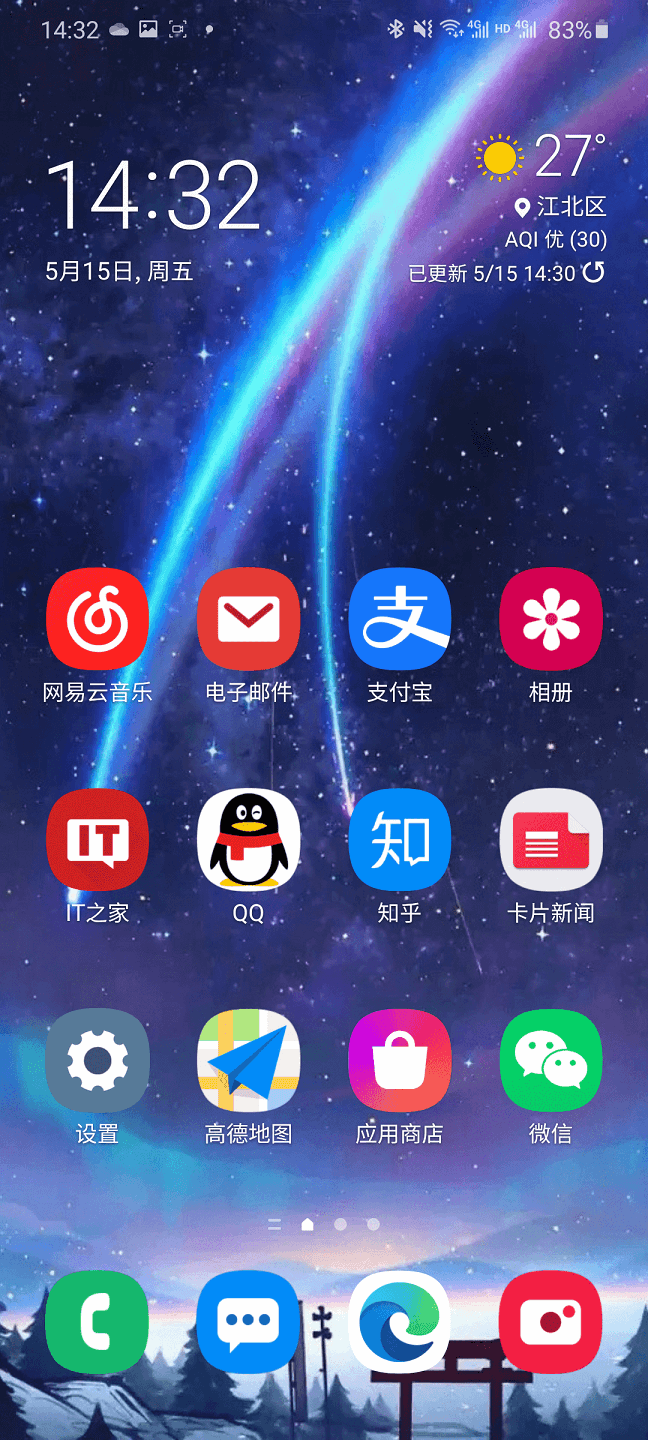 14:32
4G HD 4G 83%
14:32
27°
江北区
AQI 优 (30)
5月15日, 周五
已更新 5/15 14:30
支
网易云音乐 电子邮件 支付宝 相册
IT 知
IT之家 QQ 知乎 卡片新闻
设置 高德地图 应用商店 微信